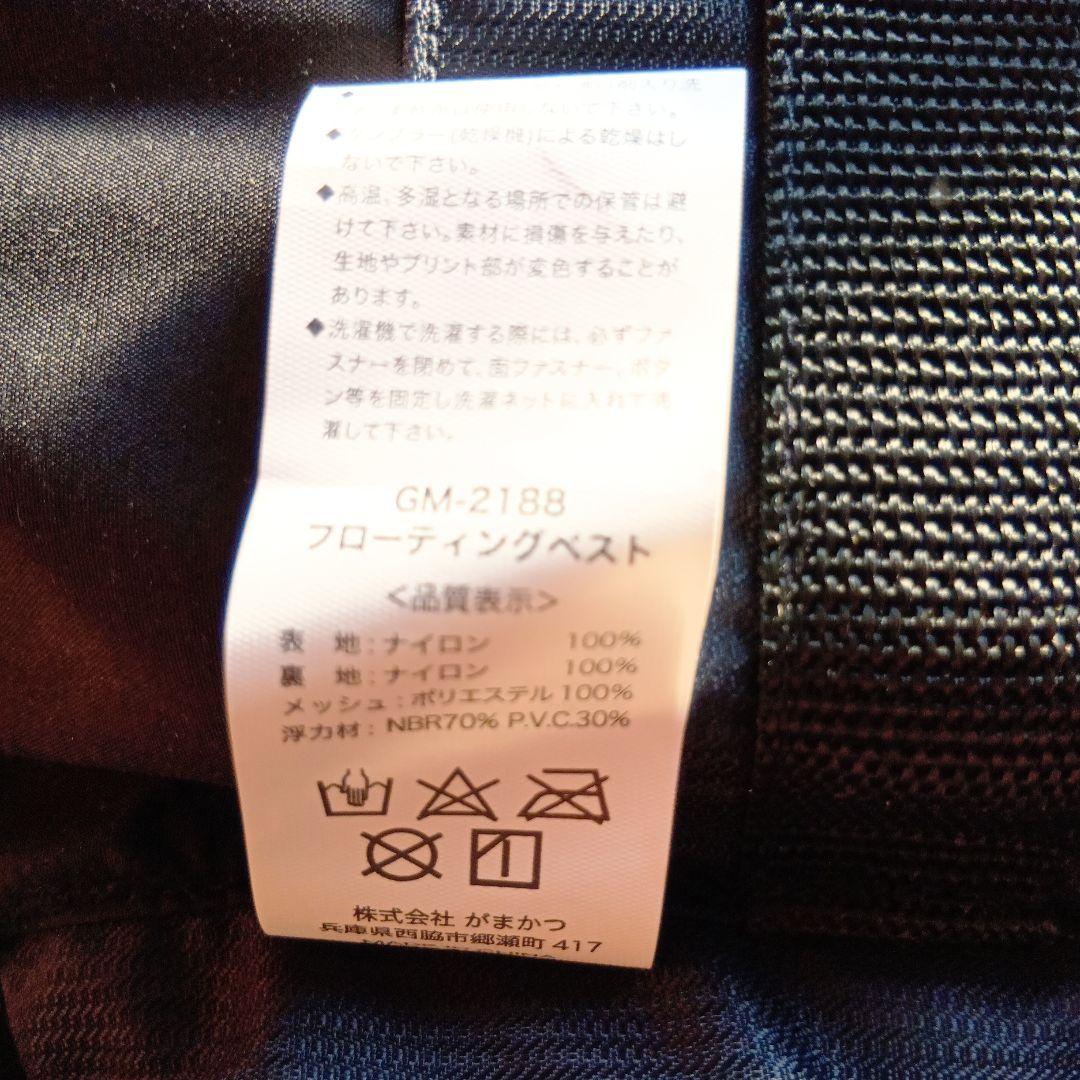 ないで下さい。
◆タンブラー(乾燥機)による乾燥はし
ないで下さい。
◆高温、多湿となる場所での保管は避
けて下さい。素材に損傷を与えたり、
生地やプリント部が変色することが
あります。
◆洗濯機で洗濯する際には、必ずファ
スナーを閉めて、面ファスナー、ボタ
ン等を固定し洗濯ネットに入れて洗
濯して下さい。
GM-2188
フローティングベスト
<品質表示>
表 地:ナイロン 100%
裏 地:ナイロン 100%
メッシュ:ポリエステル100%
浮力材: NBR70% P.V.C.30%
株式会社 がまかつ
兵庫県西脇市郷瀬町 417